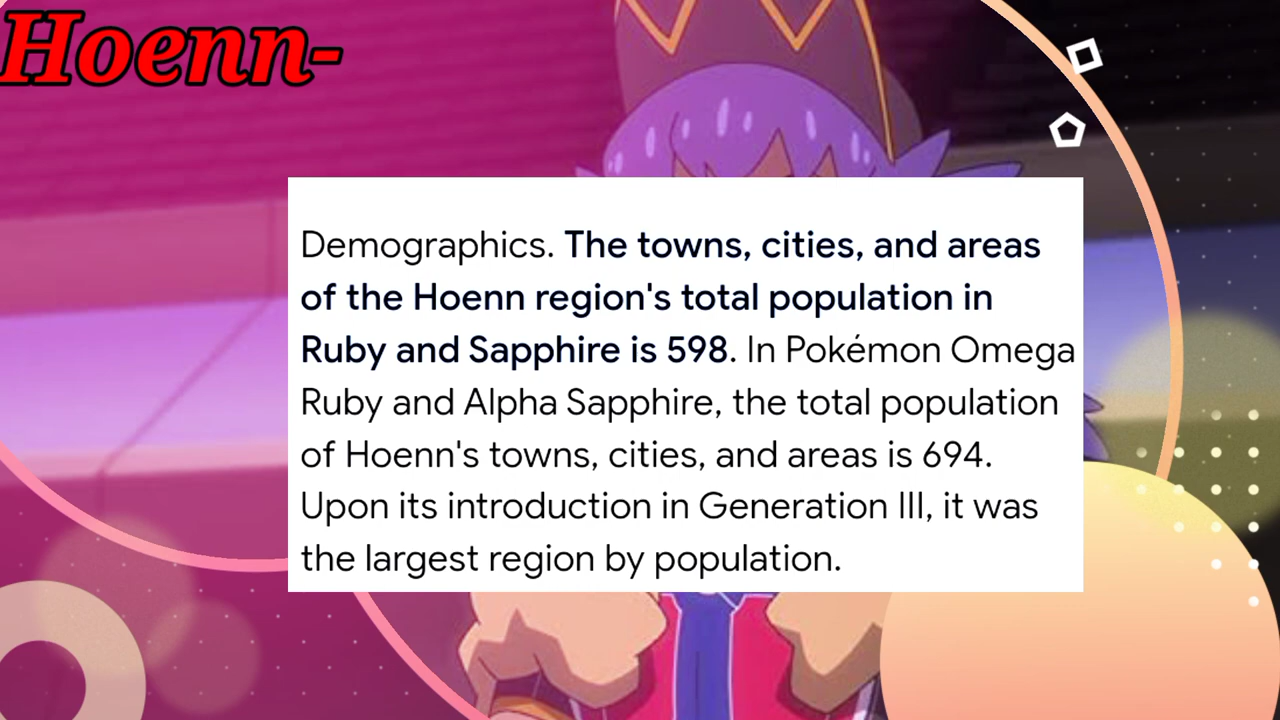 Hoenn-
Demographics. The towns, cities, and areas
of the Hoenn region's total population in
Ruby and Sapphire is 598. In Pokémon Omega
Ruby and Alpha Sapphire, the total population
of Hoenn's towns, cities, and areas is 694.
Upon its introduction in Generation III, it was
the largest region by population.